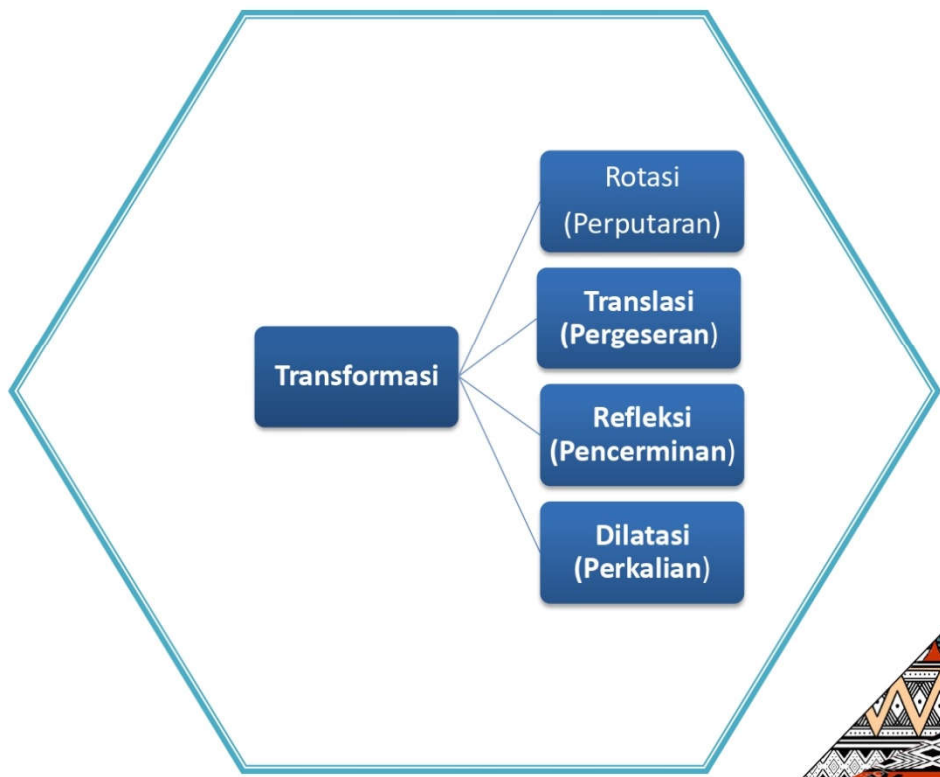 Rotasi
(Perputaran)
Translasi
(Pergeseran)
Transformasi
Refleksi
(Pencerminan)
Dilatasi
(Perkalian)